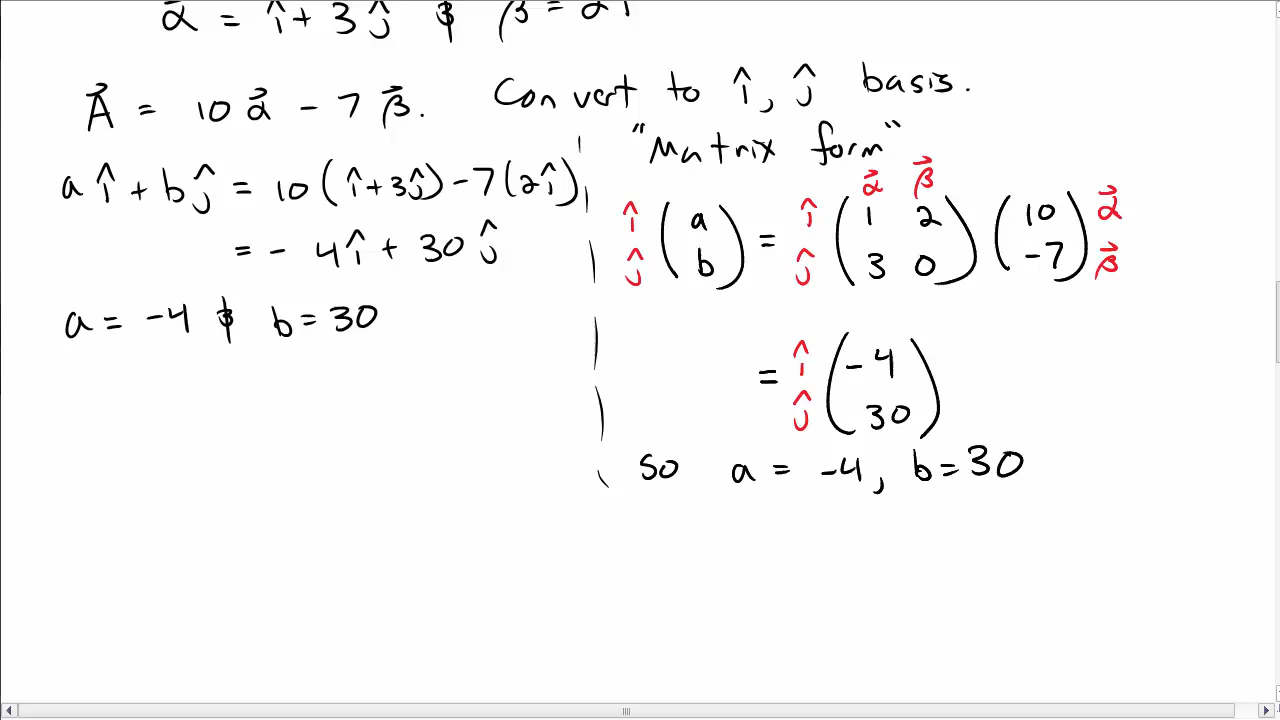 α⃗ = î + 3ĵ & β⃗ = 2î
A⃗ = 10α⃗ - 7β⃗. Convert to î, ĵ basis.
aî + bĵ = 10(î+3ĵ) - 7(2î)
= - 4î + 30ĵ
a = -4 & b = 30
"Matrix form"
α⃗ β⃗
î ( a ) = î ( 1 2 ) ( 10 ) α⃗
ĵ ( b ) ĵ ( 3 0 ) ( -7 ) β⃗
= î ( -4 )
ĵ ( 30 )
so a = -4, b = 30